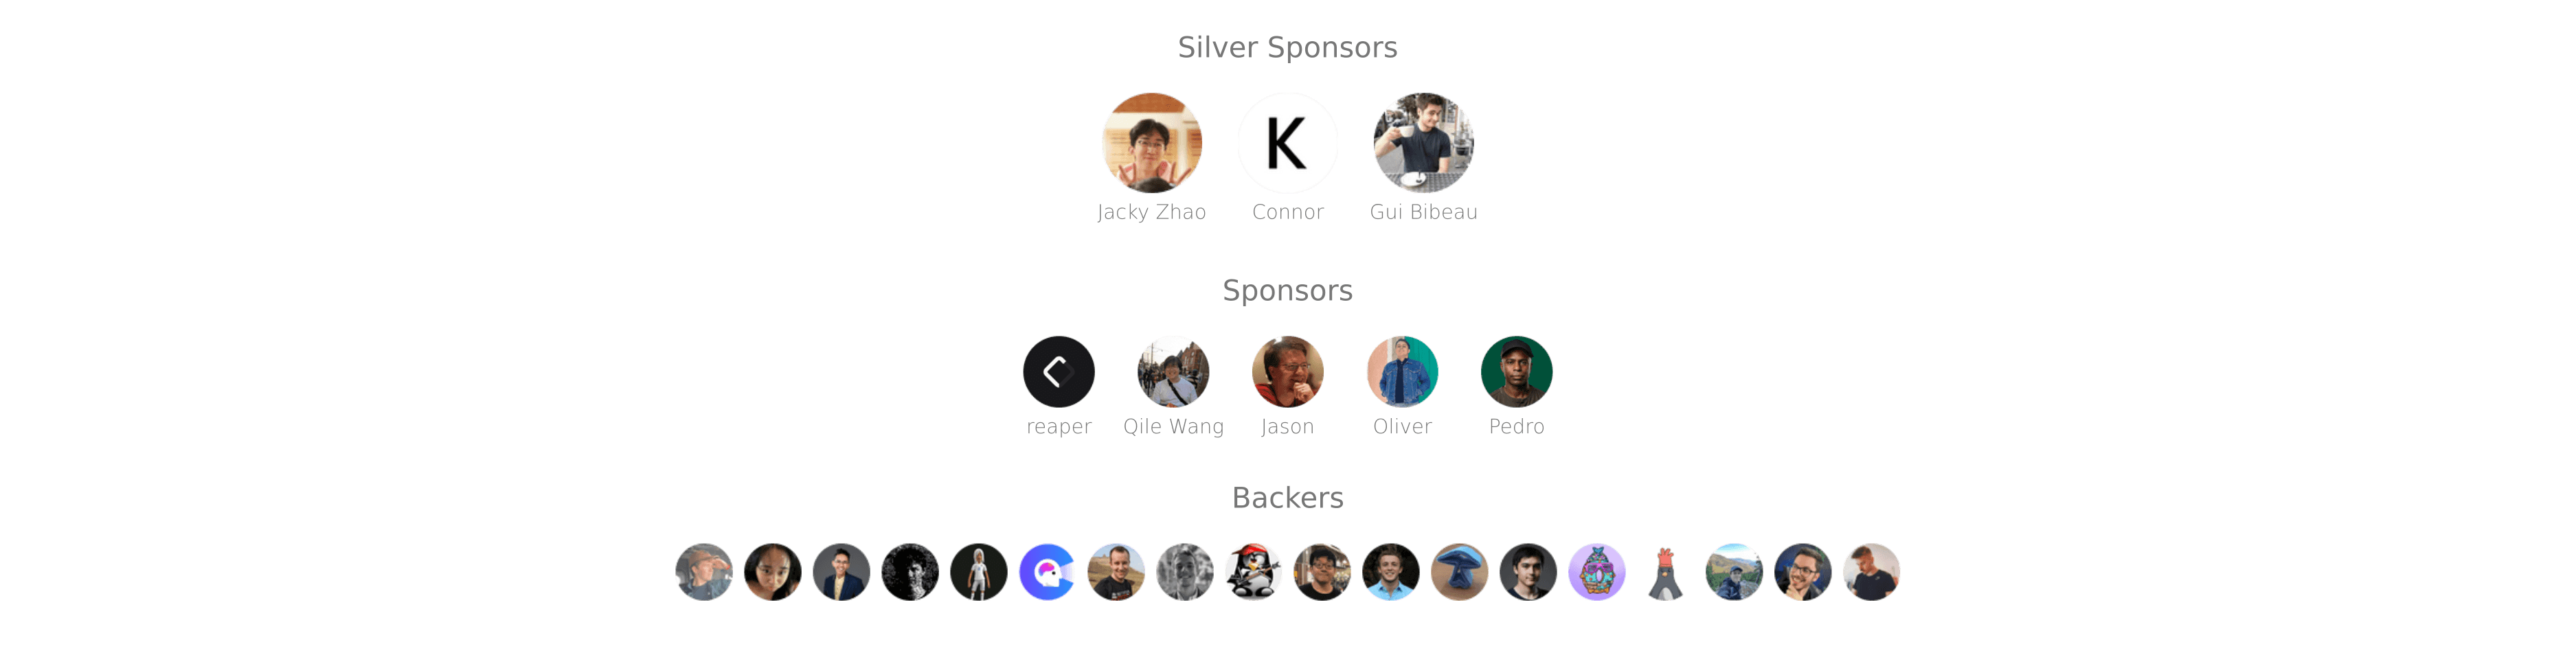 Silver Sponsors
K
Jacky Zhao Connor Gui Bibeau
Sponsors
reaper Qile Wang Jason Oliver Pedro
Backers